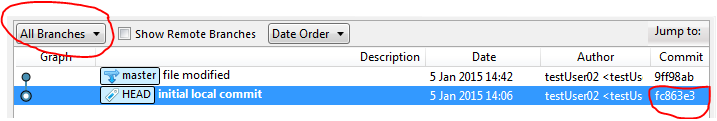 All Branches Show Remote Branches Date Order Jump to:
Graph Description Date Author Commit
master file modified 5 Jan 2015 14:42 testUser02 <testUs 9ff98ab
HEAD initial local commit 5 Jan 2015 14:06 testUser02 <testUs fc863e3